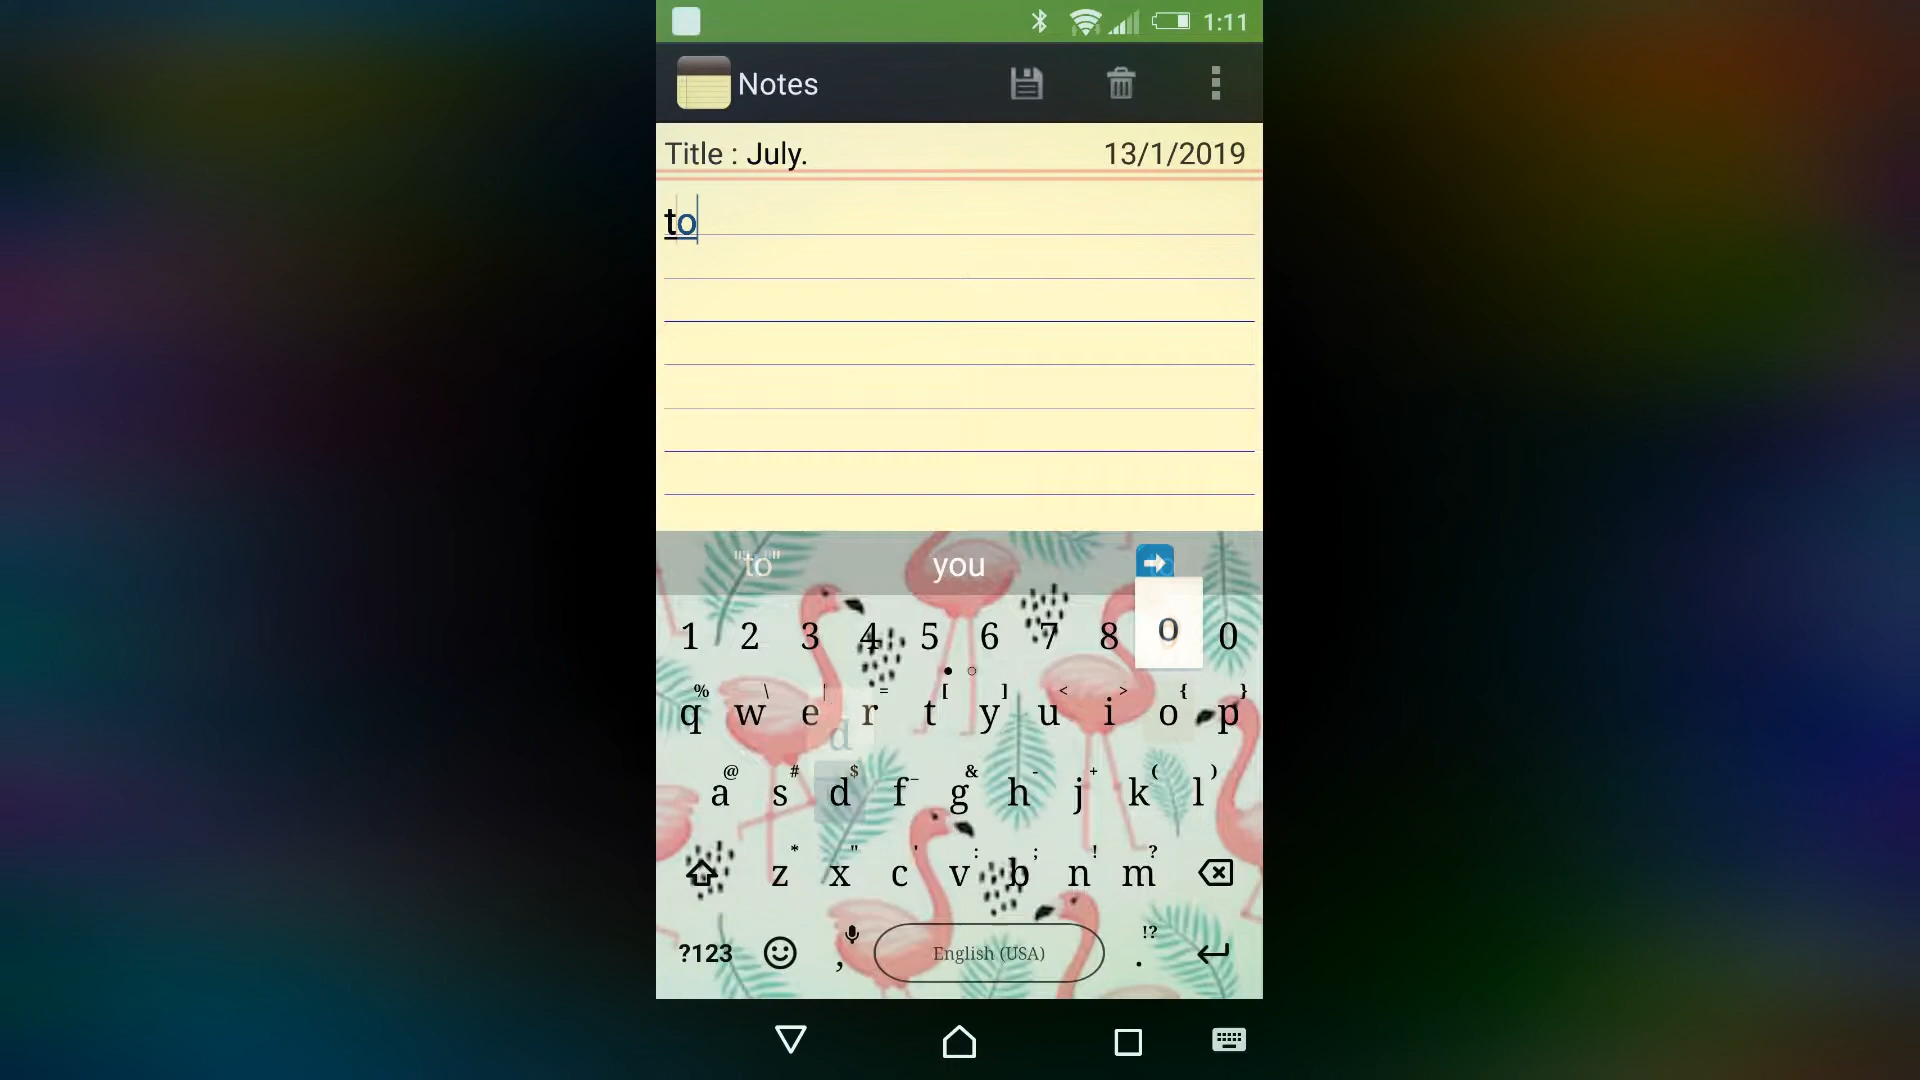 1:11
Notes
Title : July. 13/1/2019
to
"to" you
1 2 3 4 5 6 7 8 o 0
% \ | = [ ] < > { }
q w e r t y u i o p
d
@ # $ _ & - + ( )
a s d f g h j k l
* " ' : ; ! ?
z x c v b n m
!?
?123 , English (USA) .